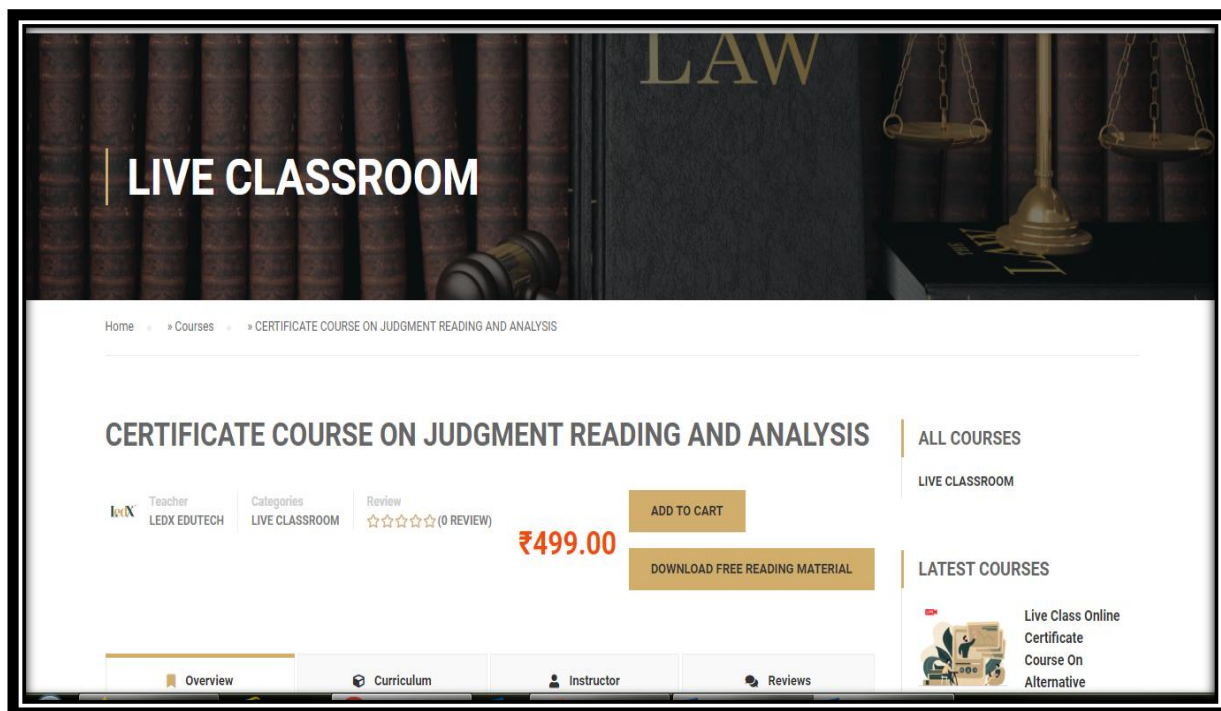 LAW
LIVE CLASSROOM
Home » Courses » CERTIFICATE COURSE ON JUDGMENT READING AND ANALYSIS
CERTIFICATE COURSE ON JUDGMENT READING AND ANALYSIS
ledX
Teacher
LEDX EDUTECH
Categories
LIVE CLASSROOM
Review
(0 REVIEW)
₹499.00
ADD TO CART
DOWNLOAD FREE READING MATERIAL
Overview
Curriculum
Instructor
Reviews
ALL COURSES
LIVE CLASSROOM
LATEST COURSES
Live Class Online
Certificate
Course On
Alternative